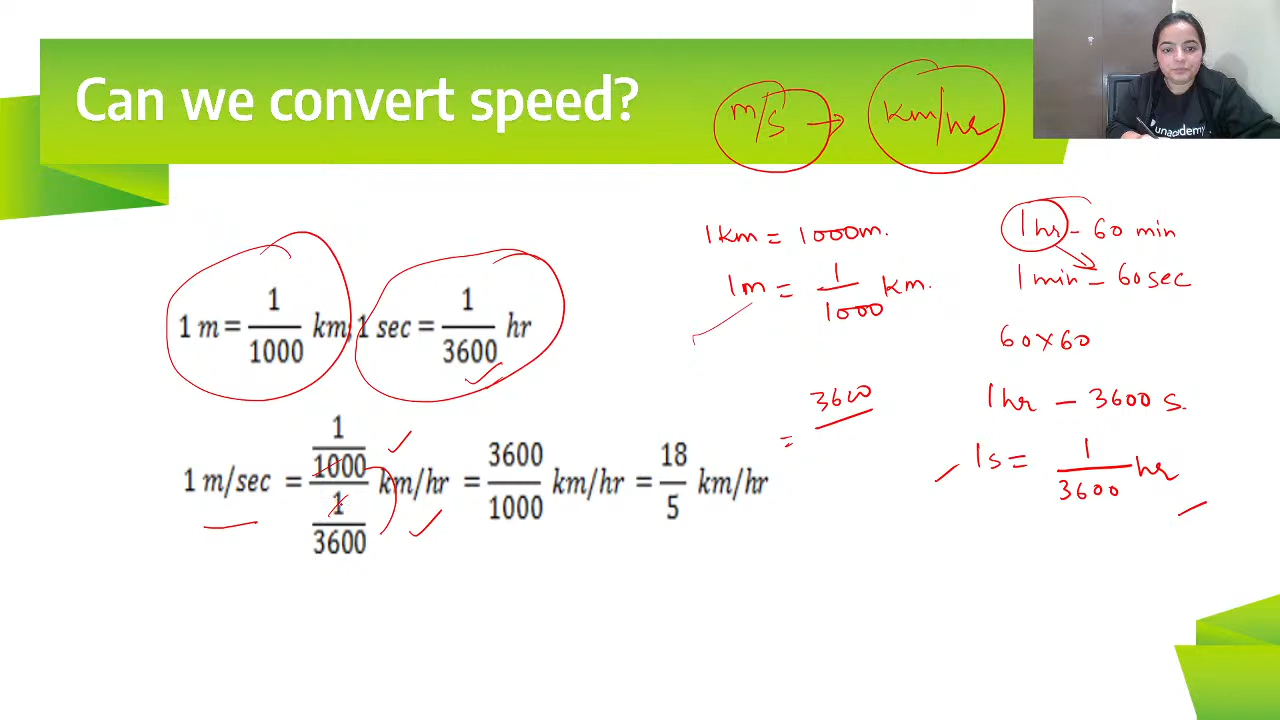 Can we convert speed?
m/s → km/hr
unacademy
1km = 1000m.
1hr - 60 min
1m = 1/1000 km.
1 min - 60sec
1 m = 1/1000 km, 1 sec = 1/3600 hr
60×60
1hr - 3600 s.
= 3600
1s = 1/3600 hr
1 m/sec = 1/1000 / 1/3600 km/hr = 3600/1000 km/hr = 18/5 km/hr